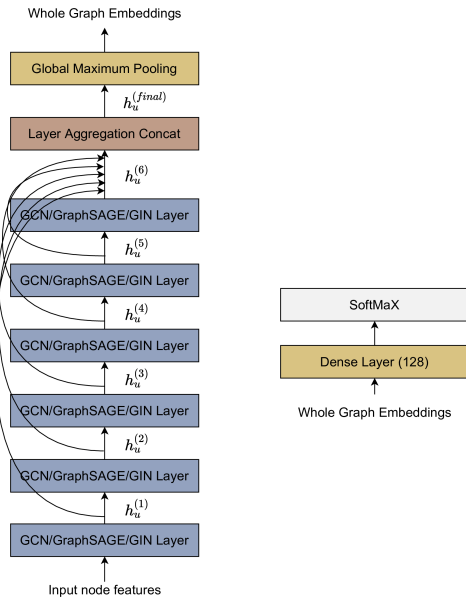 Whole Graph Embeddings
Global Maximum Pooling
h_u^{(final)}
Layer Aggregation Concat
h_u^{(6)}
GCN/GraphSAGE/GIN Layer
h_u^{(5)}
GCN/GraphSAGE/GIN Layer
h_u^{(4)}
GCN/GraphSAGE/GIN Layer
h_u^{(3)}
GCN/GraphSAGE/GIN Layer
h_u^{(2)}
GCN/GraphSAGE/GIN Layer
h_u^{(1)}
GCN/GraphSAGE/GIN Layer
Input node features
SoftMaX
Dense Layer (128)
Whole Graph Embeddings